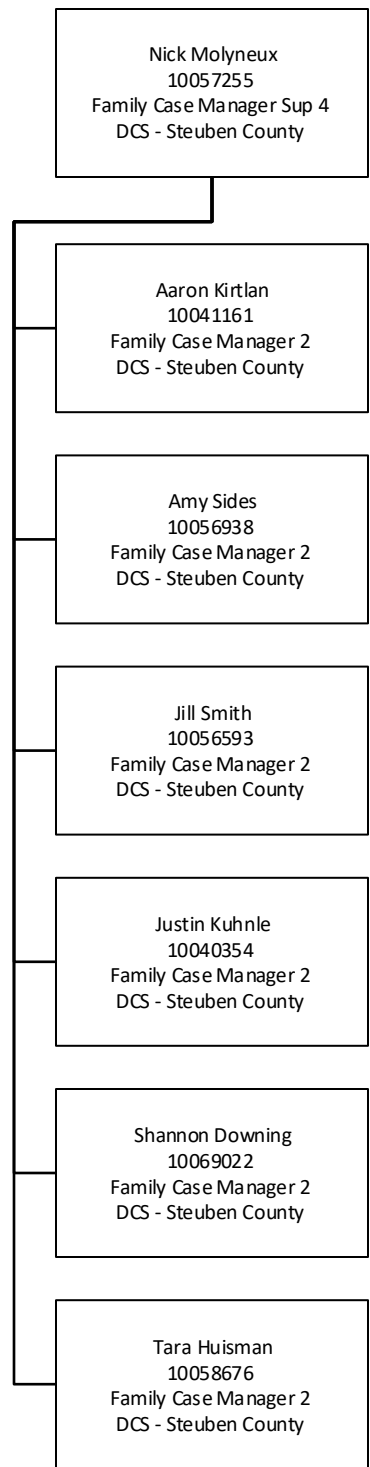 Nick Molyneux
10057255
Family Case Manager Sup 4
DCS - Steuben County
Aaron Kirtlan
10041161
Family Case Manager 2
DCS - Steuben County
Amy Sides
10056938
Family Case Manager 2
DCS - Steuben County
Jill Smith
10056593
Family Case Manager 2
DCS - Steuben County
Justin Kuhnle
10040354
Family Case Manager 2
DCS - Steuben County
Shannon Downing
10069022
Family Case Manager 2
DCS - Steuben County
Tara Huisman
10058676
Family Case Manager 2
DCS - Steuben County